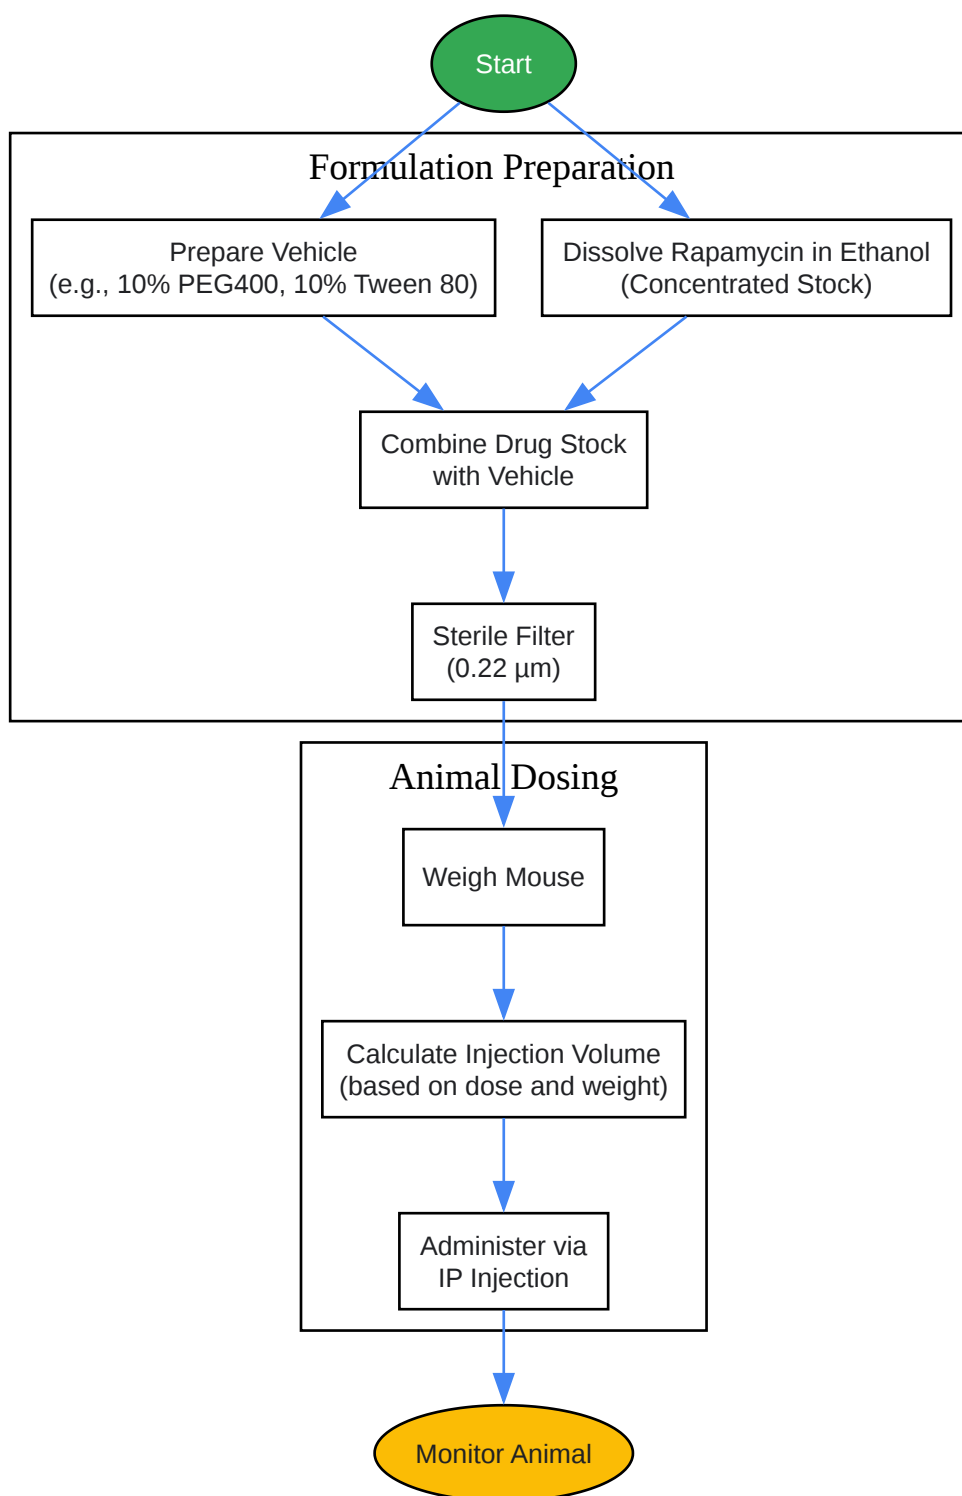 Start
Formulation Preparation
Prepare Vehicle
(e.g., 10% PEG400, 10% Tween 80)
Dissolve Rapamycin in Ethanol
(Concentrated Stock)
Combine Drug Stock
with Vehicle
Sterile Filter
(0.22 µm)
Animal Dosing
Weigh Mouse
Calculate Injection Volume
(based on dose and weight)
Administer via
IP Injection
Monitor Animal